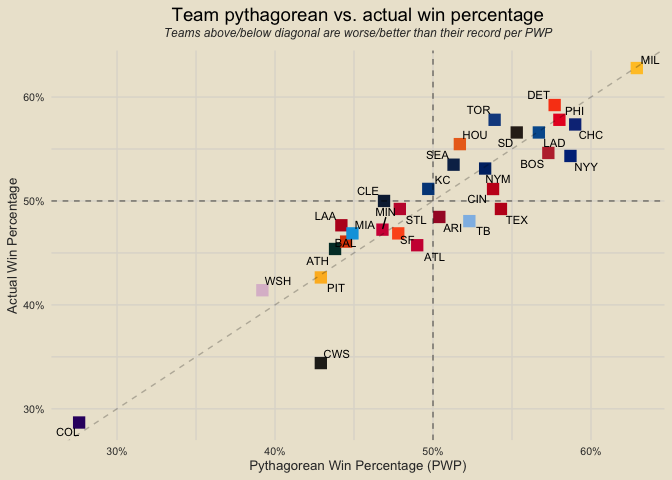 Team pythagorean vs. actual win percentage
Teams above/below diagonal are worse/better than their record per PWP
MIL
60%
DET
TOR
PHI
HOU
SD
LAD
CHC
SEA
BOS
NYY
KC
NYM
CLE
CIN
50%
MIN
LAA
MIA
STL
ARI
TB
TEX
BAL
SF
ATH
ATL
WSH
PIT
40%
CWS
30%
COL
30%
40%
50%
60%
Pythagorean Win Percentage (PWP)
Actual Win Percentage